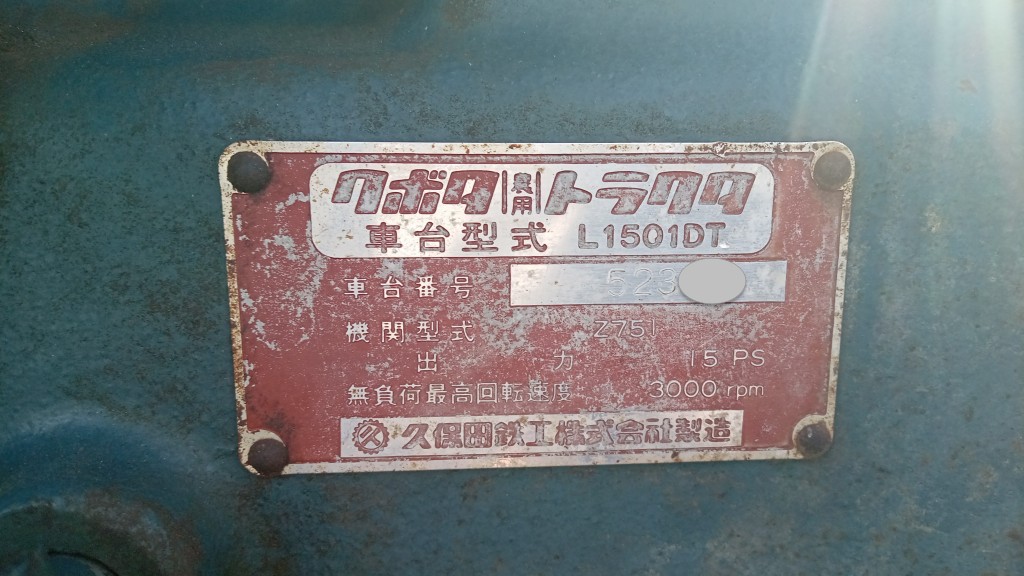 クボタ農用トラクタ
車台型式 L1501DT
車台番号 523
機関型式 Z751
出力 15 PS
無負荷最高回転速度 3000 rpm
久保田鉄工株式会社製造